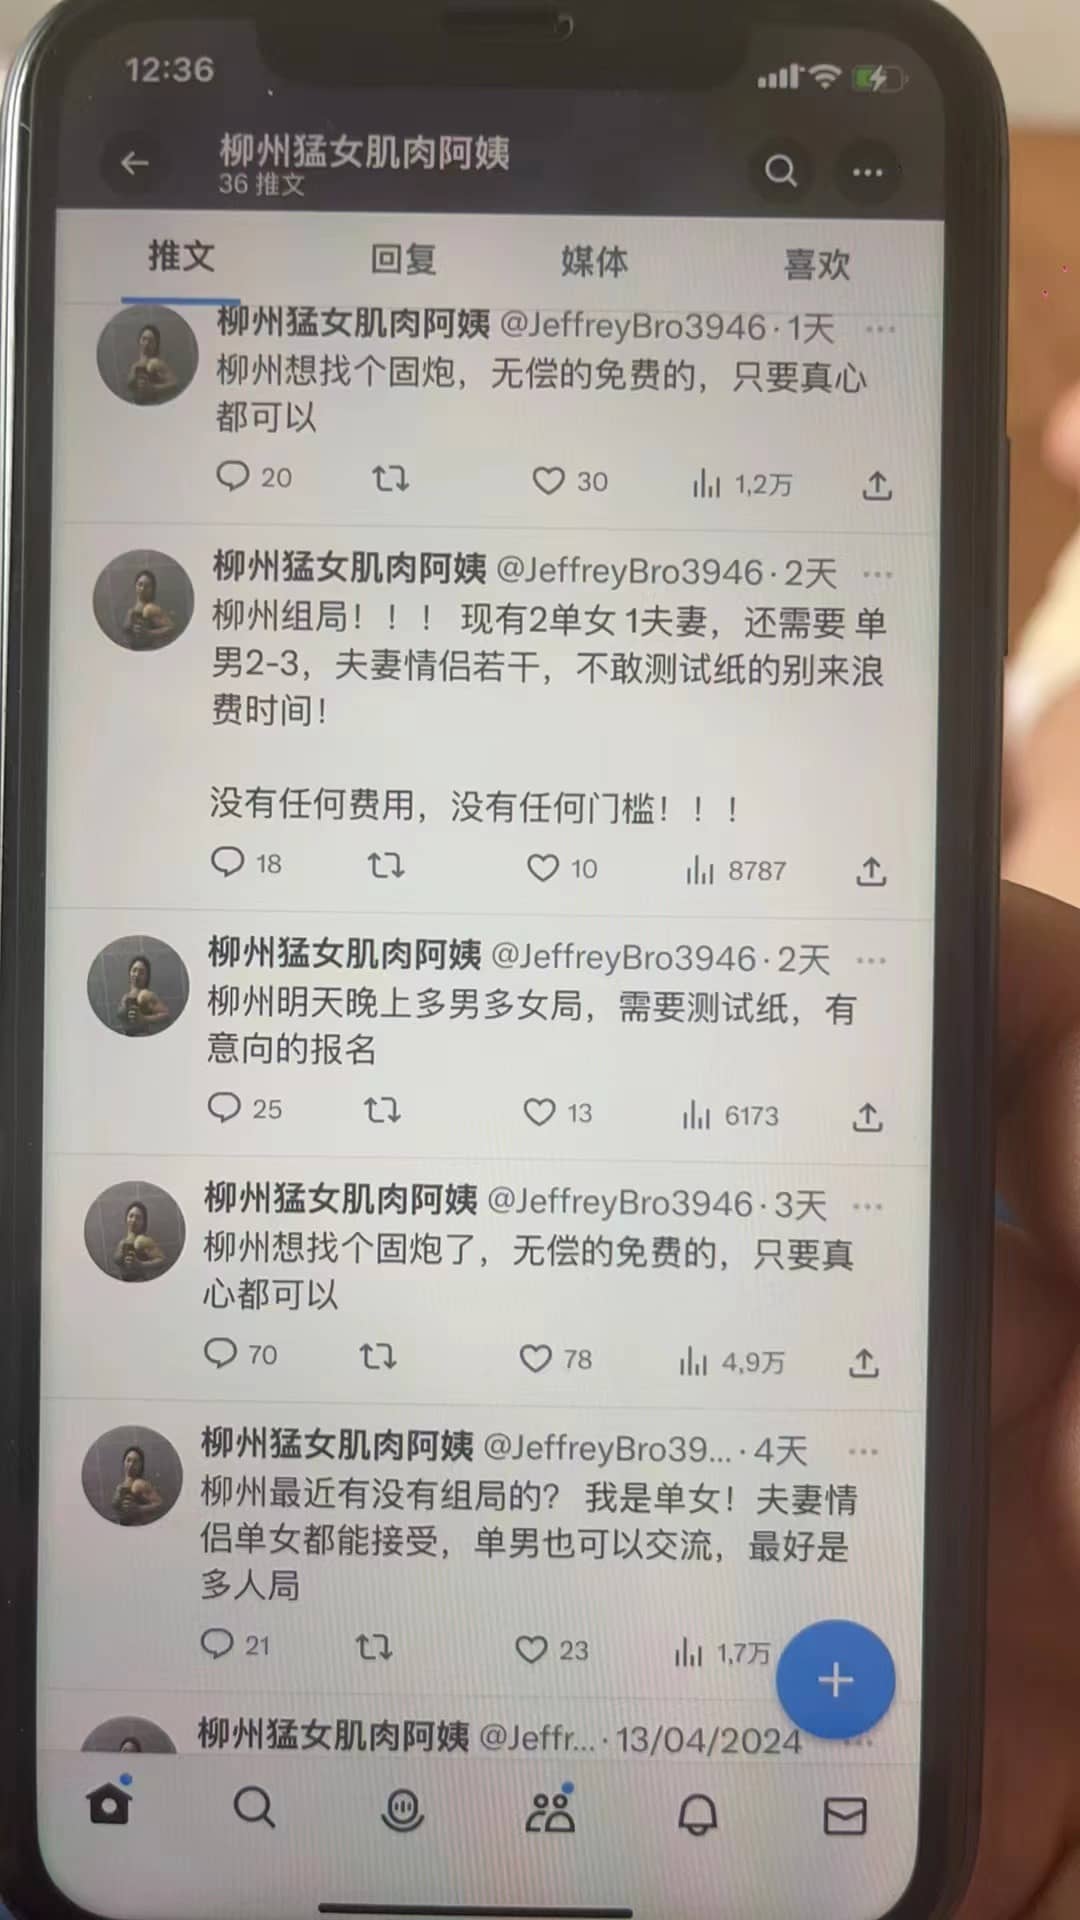 12:36
柳州猛女肌肉阿姨
36 推文
推文 回复 媒体 喜欢
柳州猛女肌肉阿姨 @JeffreyBro3946·1天
柳州想找个固炮，无偿的免费的，只要真心
都可以
20 30 1,2万
柳州猛女肌肉阿姨 @JeffreyBro3946·2天
柳州组局！！！ 现有2单女 1夫妻，还需要 单
男2-3，夫妻情侣若干，不敢测试纸的别来浪
费时间！
没有任何费用，没有任何门槛！！！
18 10 8787
柳州猛女肌肉阿姨 @JeffreyBro3946·2天
柳州明天晚上多男多女局，需要测试纸，有
意向的报名
25 13 6173
柳州猛女肌肉阿姨 @JeffreyBro3946·3天
柳州想找个固炮了，无偿的免费的，只要真
心都可以
70 78 4,9万
柳州猛女肌肉阿姨 @JeffreyBro39...·4天
柳州最近有没有组局的？ 我是单女！夫妻情
侣单女都能接受，单男也可以交流，最好是
多人局
21 23 1,7万
柳州猛女肌肉阿姨 @Jeffr...·13/04/2024